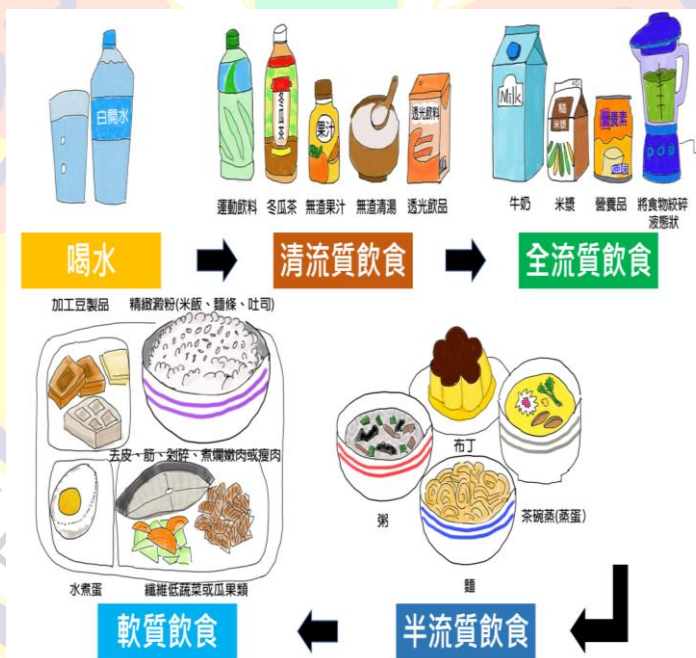 白開水
冬瓜茶
果汁
透光飲料
Milk
糙
米漿
營養素
運動飲料 冬瓜茶 無渣果汁 無渣清湯 透光飲品
牛奶 米漿 營養品 將食物絞碎
液態狀
喝水 清流質飲食 全流質飲食
加工豆製品 精緻澱粉(米飯、麵條、吐司)
去皮、筋、剁碎、煮爛嫩肉或瘦肉
布丁
粥
茶碗蒸(蒸蛋)
麵
水煮蛋 纖維低蔬菜或瓜果類
軟質飲食 半流質飲食